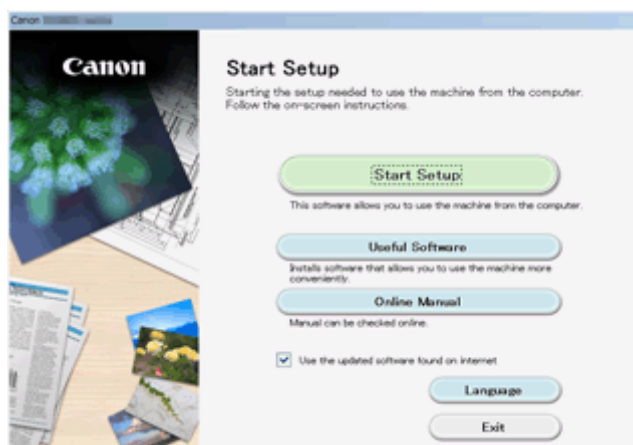 Canon
Canon
Start Setup
Starting the setup needed to use the machine from the computer.
Follow the on-screen instructions.
Start Setup
This software allows you to use the machine from the computer.
Useful Software
Installs software that allows you to use the machine more
conveniently.
Online Manual
Manual can be checked online.
Use the updated software found on internet
Language
Exit